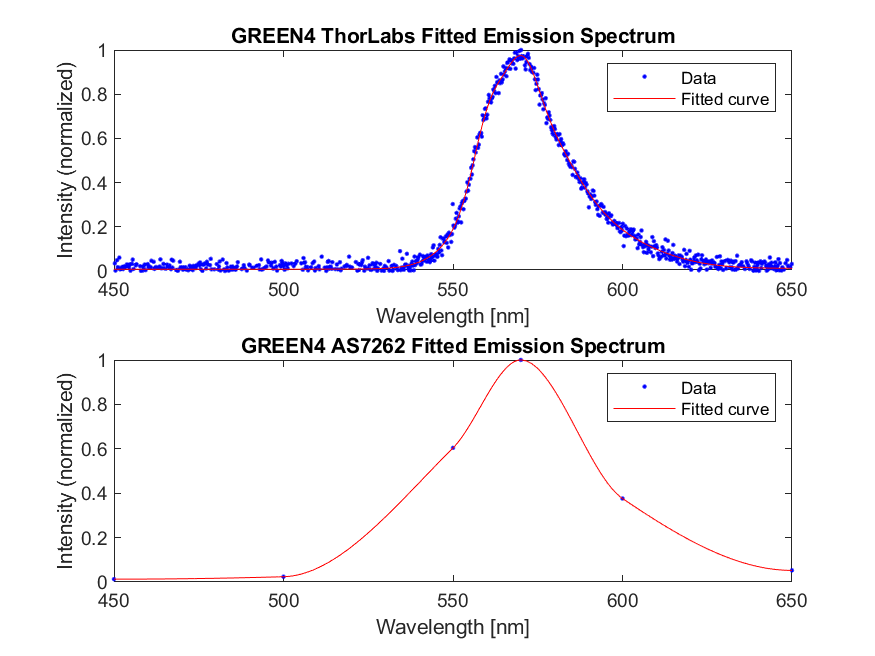 GREEN4 ThorLabs Fitted Emission Spectrum
Intensity (normalized)
1
0.8
0.6
0.4
0.2
0
Data
Fitted curve
450 500 550 600 650
Wavelength [nm]
GREEN4 AS7262 Fitted Emission Spectrum
Intensity (normalized)
1
0.8
0.6
0.4
0.2
0
Data
Fitted curve
450 500 550 600 650
Wavelength [nm]